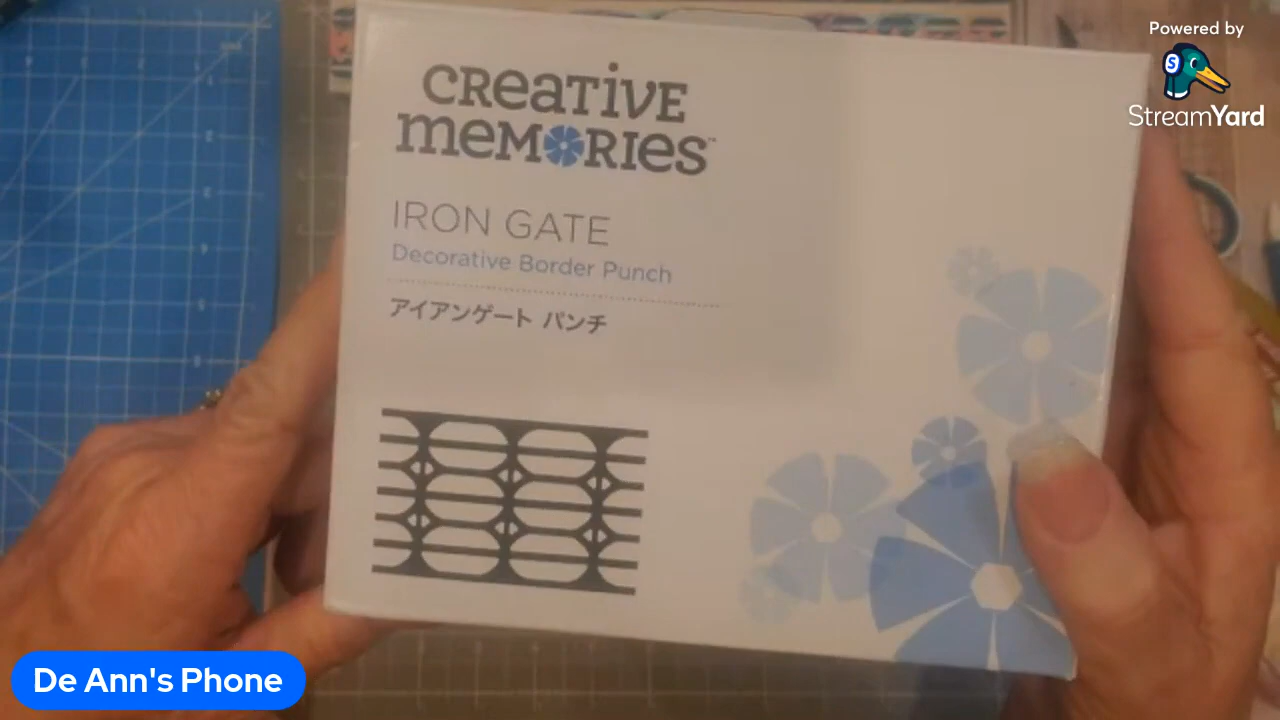 Powered by
StreamYard
CREATIVE
MEMORIES™
IRON GATE
Decorative Border Punch
アイアンゲート パンチ
De Ann's Phone